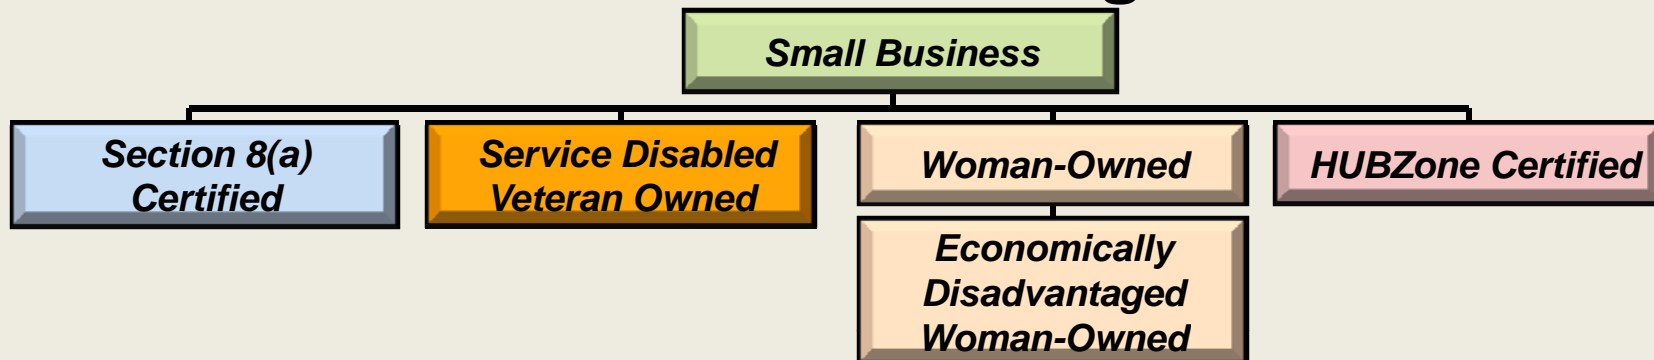 Small Business
Section 8(a)
Certified
Service Disabled
Veteran Owned
Woman-Owned
HUBZone Certified
Economically
Disadvantaged
Woman-Owned